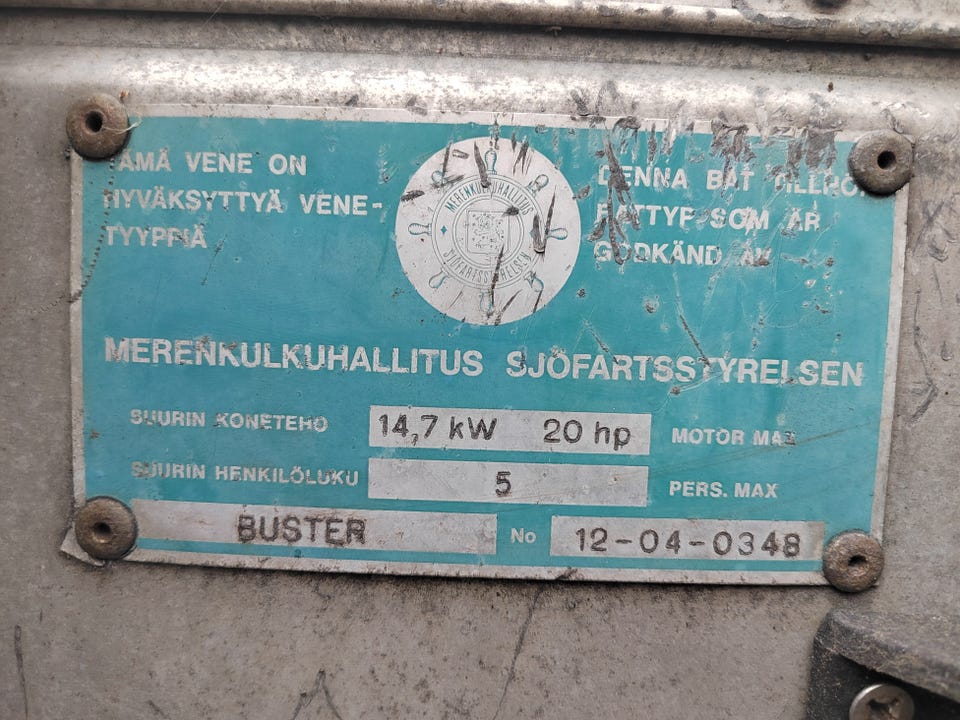 TÄMÄ VENE ON
HYVÄKSYTTYÄ VENE-
TYYPPIÄ
MERENKULKUHALLITUS
SJÖFARTSSTYRELSEN
DENNA BÅT TILLHÖR
BÅTTYP SOM ÄR
GODKÄND AV
MERENKULKUHALLITUS SJÖFARTSSTYRELSEN
SUURIN KONETEHO 14,7 kW 20 hp MOTOR MAX
SUURIN HENKILÖLUKU 5 PERS. MAX
BUSTER No 12-04-0348